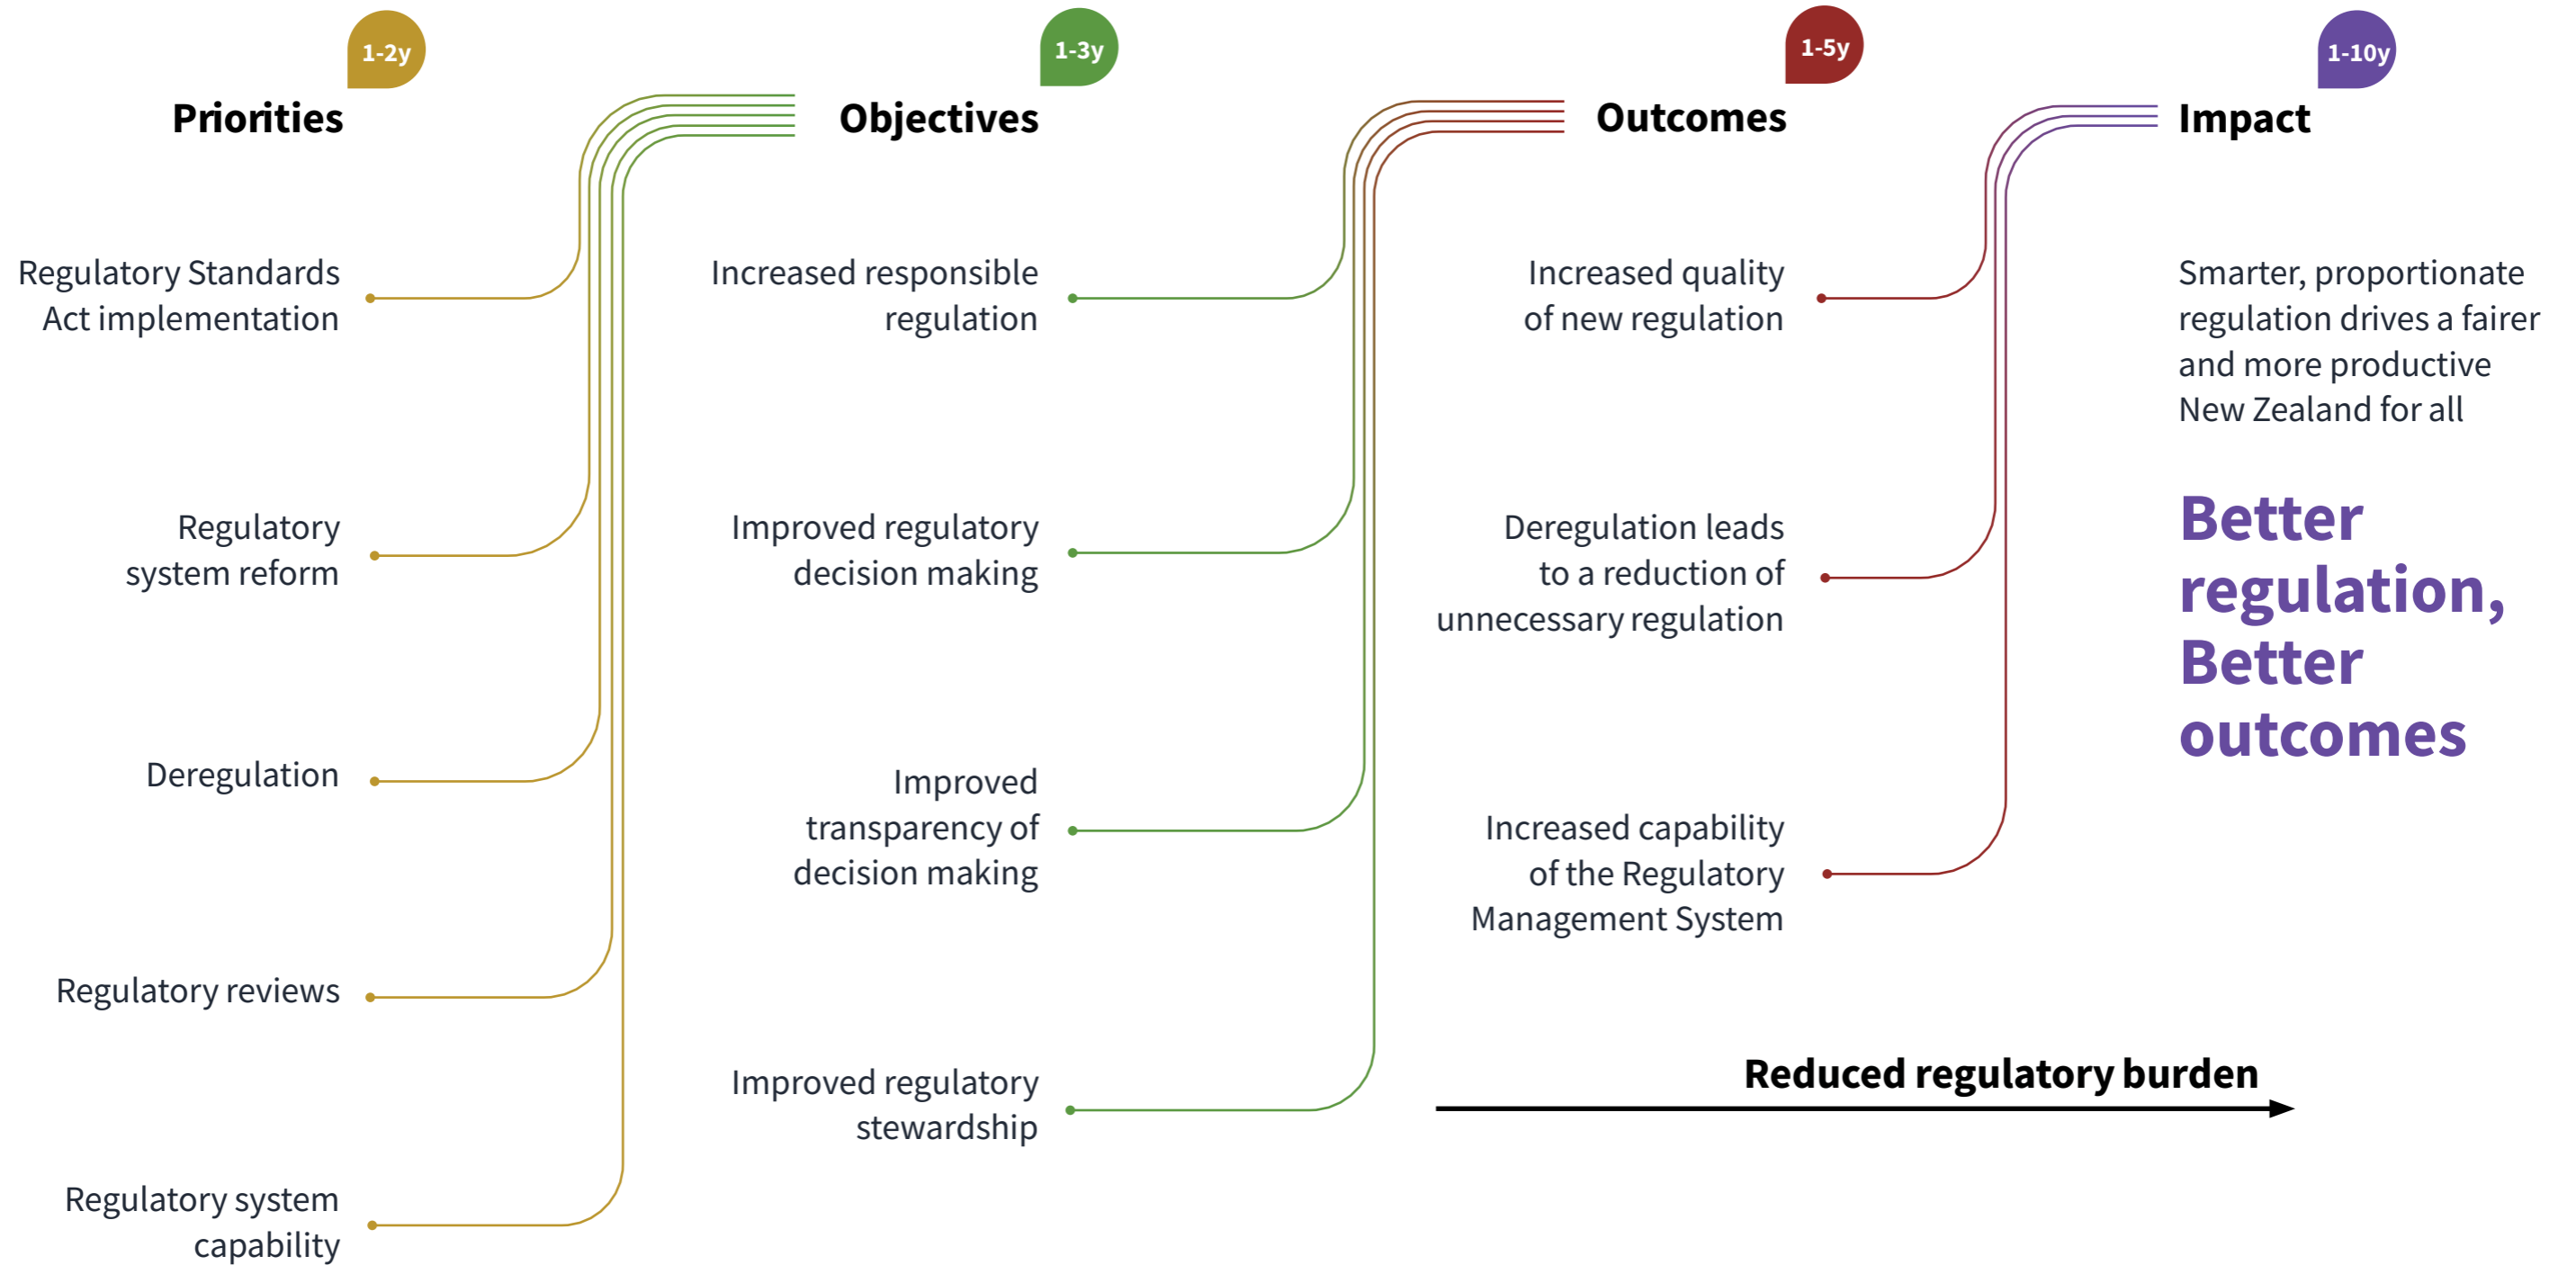 1-2y
Priorities
Regulatory Standards
Act implementation
Regulatory
system reform
Deregulation
Regulatory reviews
Regulatory system
capability
1-3y
Objectives
Increased responsible
regulation
Improved regulatory
decision making
Improved
transparency of
decision making
Improved regulatory
stewardship
1-5y
Outcomes
Increased quality
of new regulation
Deregulation leads
to a reduction of
unnecessary regulation
Increased capability
of the Regulatory
Management System
1-10y
Impact
Smarter, proportionate
regulation drives a fairer
and more productive
New Zealand for all
Better
regulation,
Better
outcomes
Reduced regulatory burden